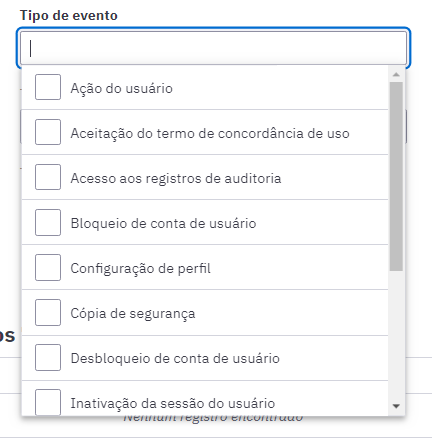 Tipo de evento
Ação do usuário
Aceitação do termo de concordância de uso
Acesso aos registros de auditoria
Bloqueio de conta de usuário
Configuração de perfil
Cópia de segurança
os
Desbloqueio de conta de usuário
Inativação da sessão do usuário
Nenhum registro encontrado